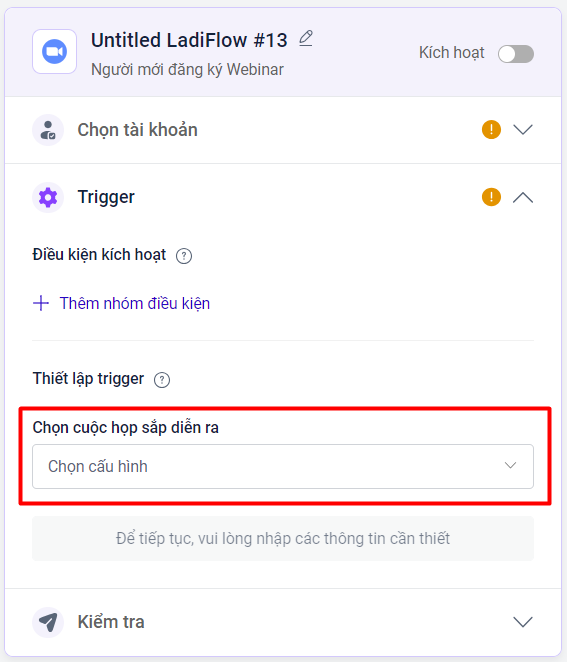 Untitled LadiFlow #13
Người mới đăng ký Webinar
Kích hoạt
Chọn tài khoản
!
Trigger
!
Điều kiện kích hoạt ?
+ Thêm nhóm điều kiện
Thiết lập trigger ?
Chọn cuộc họp sắp diễn ra
Chọn cấu hình
Để tiếp tục, vui lòng nhập các thông tin cần thiết
Kiểm tra